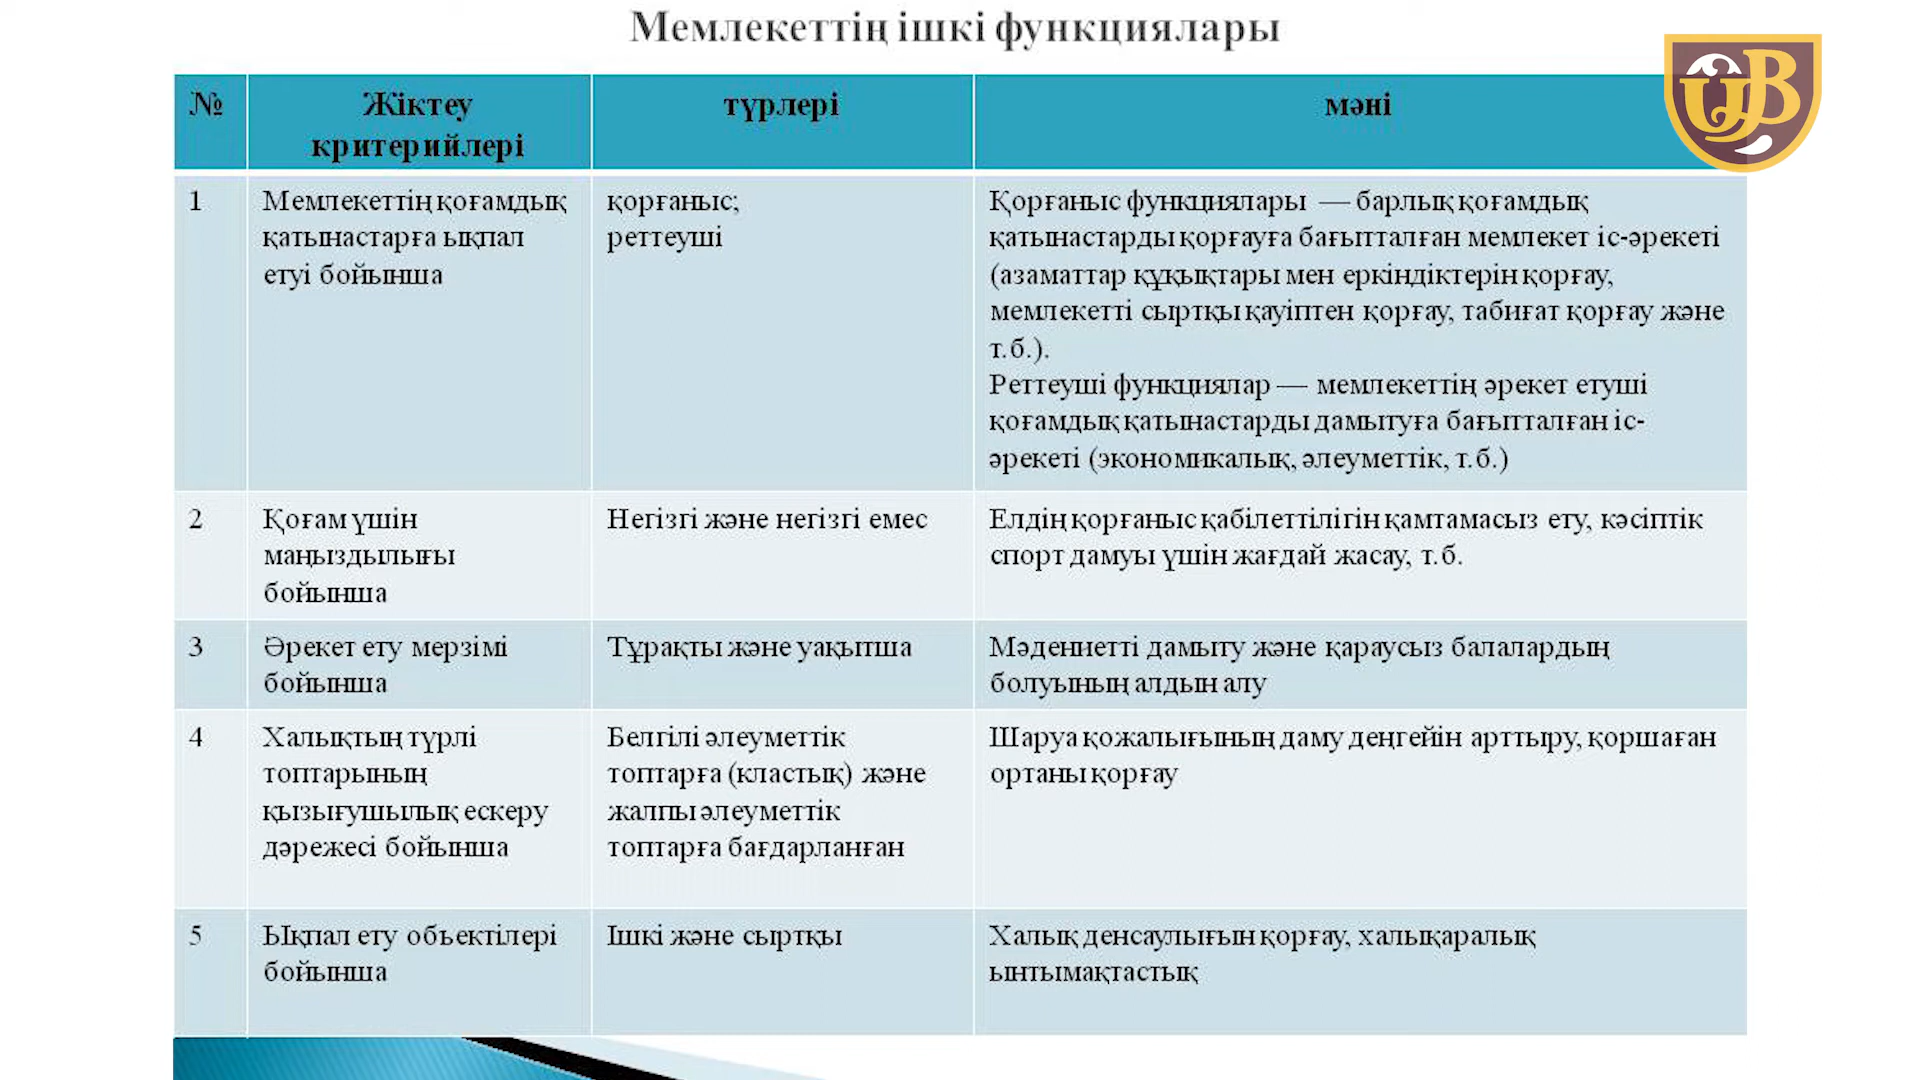 Мемлекеттің ішкі функциялары
№
Жіктеу
критерийлері
түрлері
мәні
1
Мемлекеттің қоғамдық
қатынастарға ықпал
етуі бойынша
қорғаныс;
реттеуші
Қорғаныс функциялары — барлық қоғамдық
қатынастарды қорғауға бағытталған мемлекет іс-әрекеті
(азаматтар құқықтары мен еркіндіктерін қорғау,
мемлекетті сыртқы қауіптен қорғау, табиғат қорғау және
т.б.).
Реттеуші функциялар — мемлекеттің әрекет етуші
қоғамдық қатынастарды дамытуға бағытталған іс-
әрекеті (экономикалық, әлеуметтік, т.б.)
2
Қоғам үшін
маңыздылығы
бойынша
Негізгі және негізгі емес
Елдің қорғаныс қабілеттілігін қамтамасыз ету, кәсіптік
спорт дамуы үшін жағдай жасау, т.б.
3
Әрекет ету мерзімі
бойынша
Тұрақты және уақытша
Мәдениетті дамыту және қараусыз балалардың
болуының алдын алу
4
Халықтың түрлі
топтарының
қызығушылық ескеру
дәрежесі бойынша
Белгілі әлеуметтік
топтарға (кластық) және
жалпы әлеуметтік
топтарға бағдарланған
Шаруа қожалығының даму деңгейін арттыру, қоршаған
ортаны қорғау
5
Ықпал ету объектілері
бойынша
Ішкі және сыртқы
Халық денсаулығын қорғау, халықаралық
ынтымақтастық